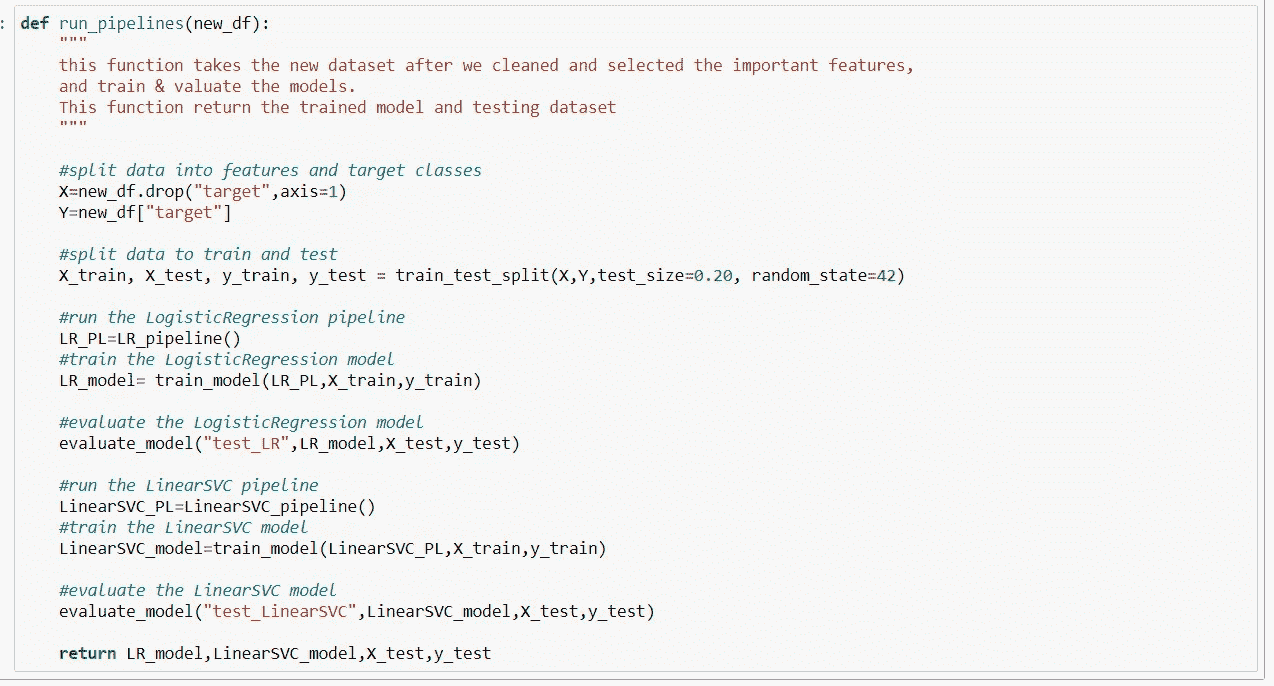 : def run_pipelines(new_df):
"""
this function takes the new dataset after we cleaned and selected the important features,
and train & valuate the models.
This function return the trained model and testing dataset
"""
#split data into features and target classes
X=new_df.drop("target",axis=1)
Y=new_df["target"]
#split data to train and test
X_train, X_test, y_train, y_test = train_test_split(X,Y,test_size=0.20, random_state=42)
#run the LogisticRegression pipeline
LR_PL=LR_pipeline()
#train the LogisticRegression model
LR_model= train_model(LR_PL,X_train,y_train)
#evaluate the LogisticRegression model
evaluate_model("test_LR",LR_model,X_test,y_test)
#run the LinearSVC pipeline
LinearSVC_PL=LinearSVC_pipeline()
#train the LinearSVC model
LinearSVC_model=train_model(LinearSVC_PL,X_train,y_train)
#evaluate the LinearSVC model
evaluate_model("test_LinearSVC",LinearSVC_model,X_test,y_test)
return LR_model,LinearSVC_model,X_test,y_test